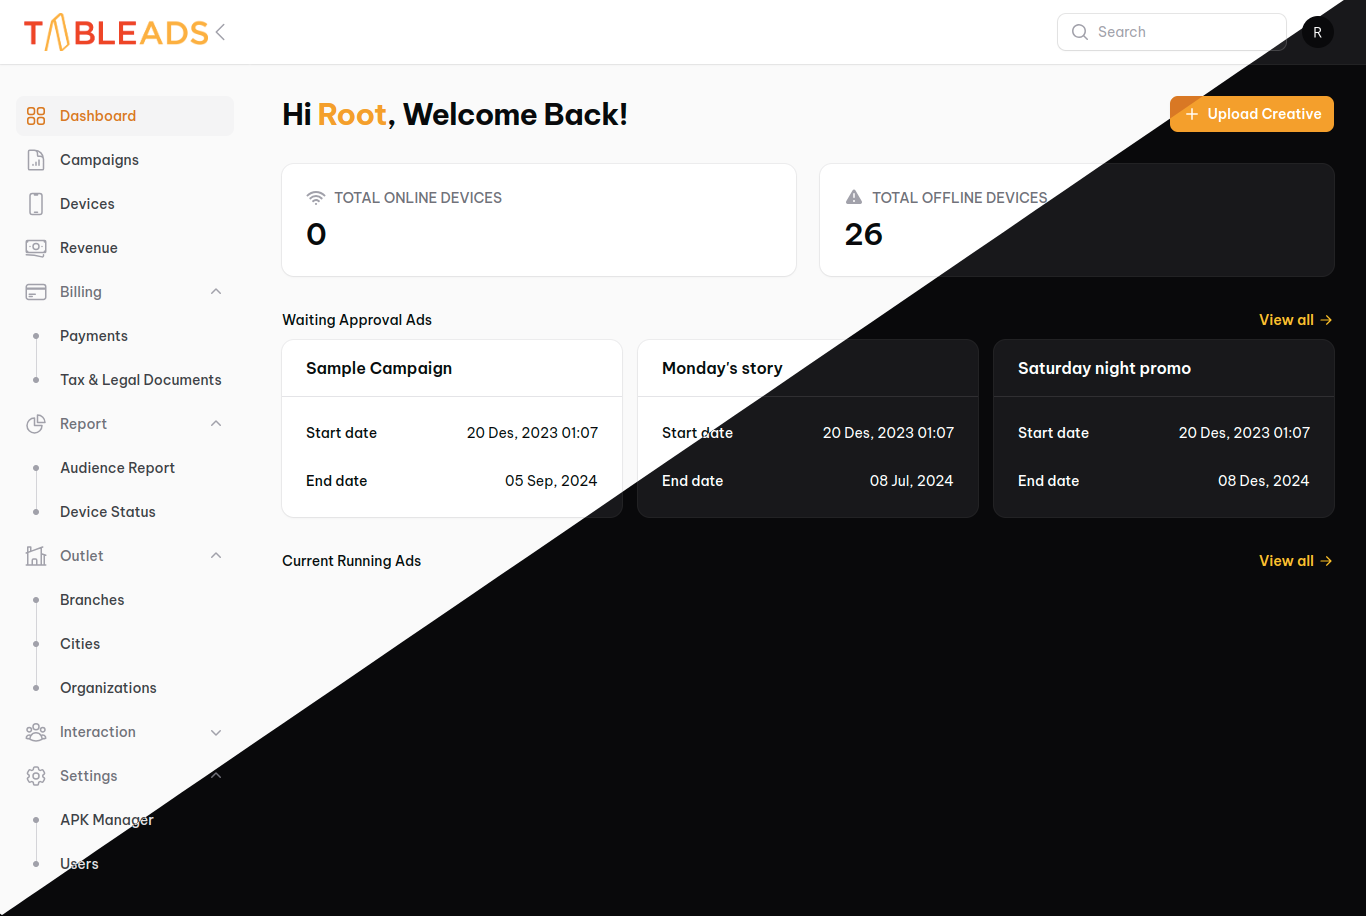 TABLEADS
Search
R
Dashboard
Campaigns
Devices
Revenue
Billing
Payments
Tax & Legal Documents
Report
Audience Report
Device Status
Outlet
Branches
Cities
Organizations
Interaction
Settings
APK Manager
Users
Hi Root, Welcome Back!
Upload Creative
TOTAL ONLINE DEVICES
0
TOTAL OFFLINE DEVICES
26
Waiting Approval Ads
View all
Sample Campaign
Start date 20 Des, 2023 01:07
End date 05 Sep, 2024
Monday's story
Start date 20 Des, 2023 01:07
End date 08 Jul, 2024
Saturday night promo
Start date 20 Des, 2023 01:07
End date 08 Des, 2024
Current Running Ads
View all